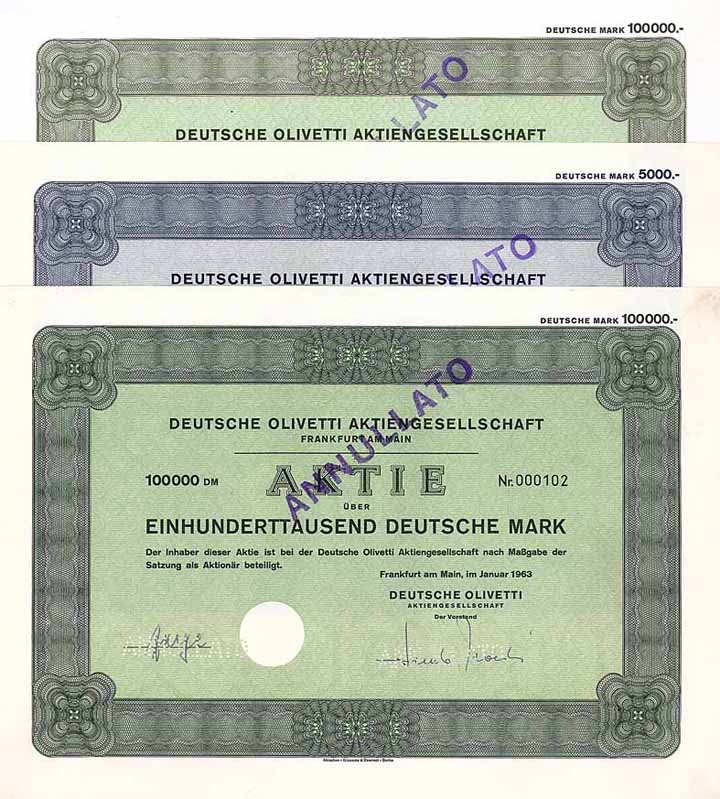 DEUTSCHE MARK 100000.-
LLATO
DEUTSCHE OLIVETTI AKTIENGESELLSCHAFT
DEUTSCHE MARK 5000.-
LATO
DEUTSCHE OLIVETTI AKTIENGESELLSCHAFT
DEUTSCHE MARK 100000.-
ANNULLATO
DEUTSCHE OLIVETTI AKTIENGESELLSCHAFT
FRANKFURT AM MAIN
100000 DM AKTIE Nr. 000102
ÜBER
EINHUNDERTTAUSEND DEUTSCHE MARK
Der Inhaber dieser Aktie ist bei der Deutsche Olivetti Aktiengesellschaft nach Maßgabe der
Satzung als Aktionär beteiligt.
Frankfurt am Main, im Januar 1963
DEUTSCHE OLIVETTI
AKTIENGESELLSCHAFT
Der Vorstand